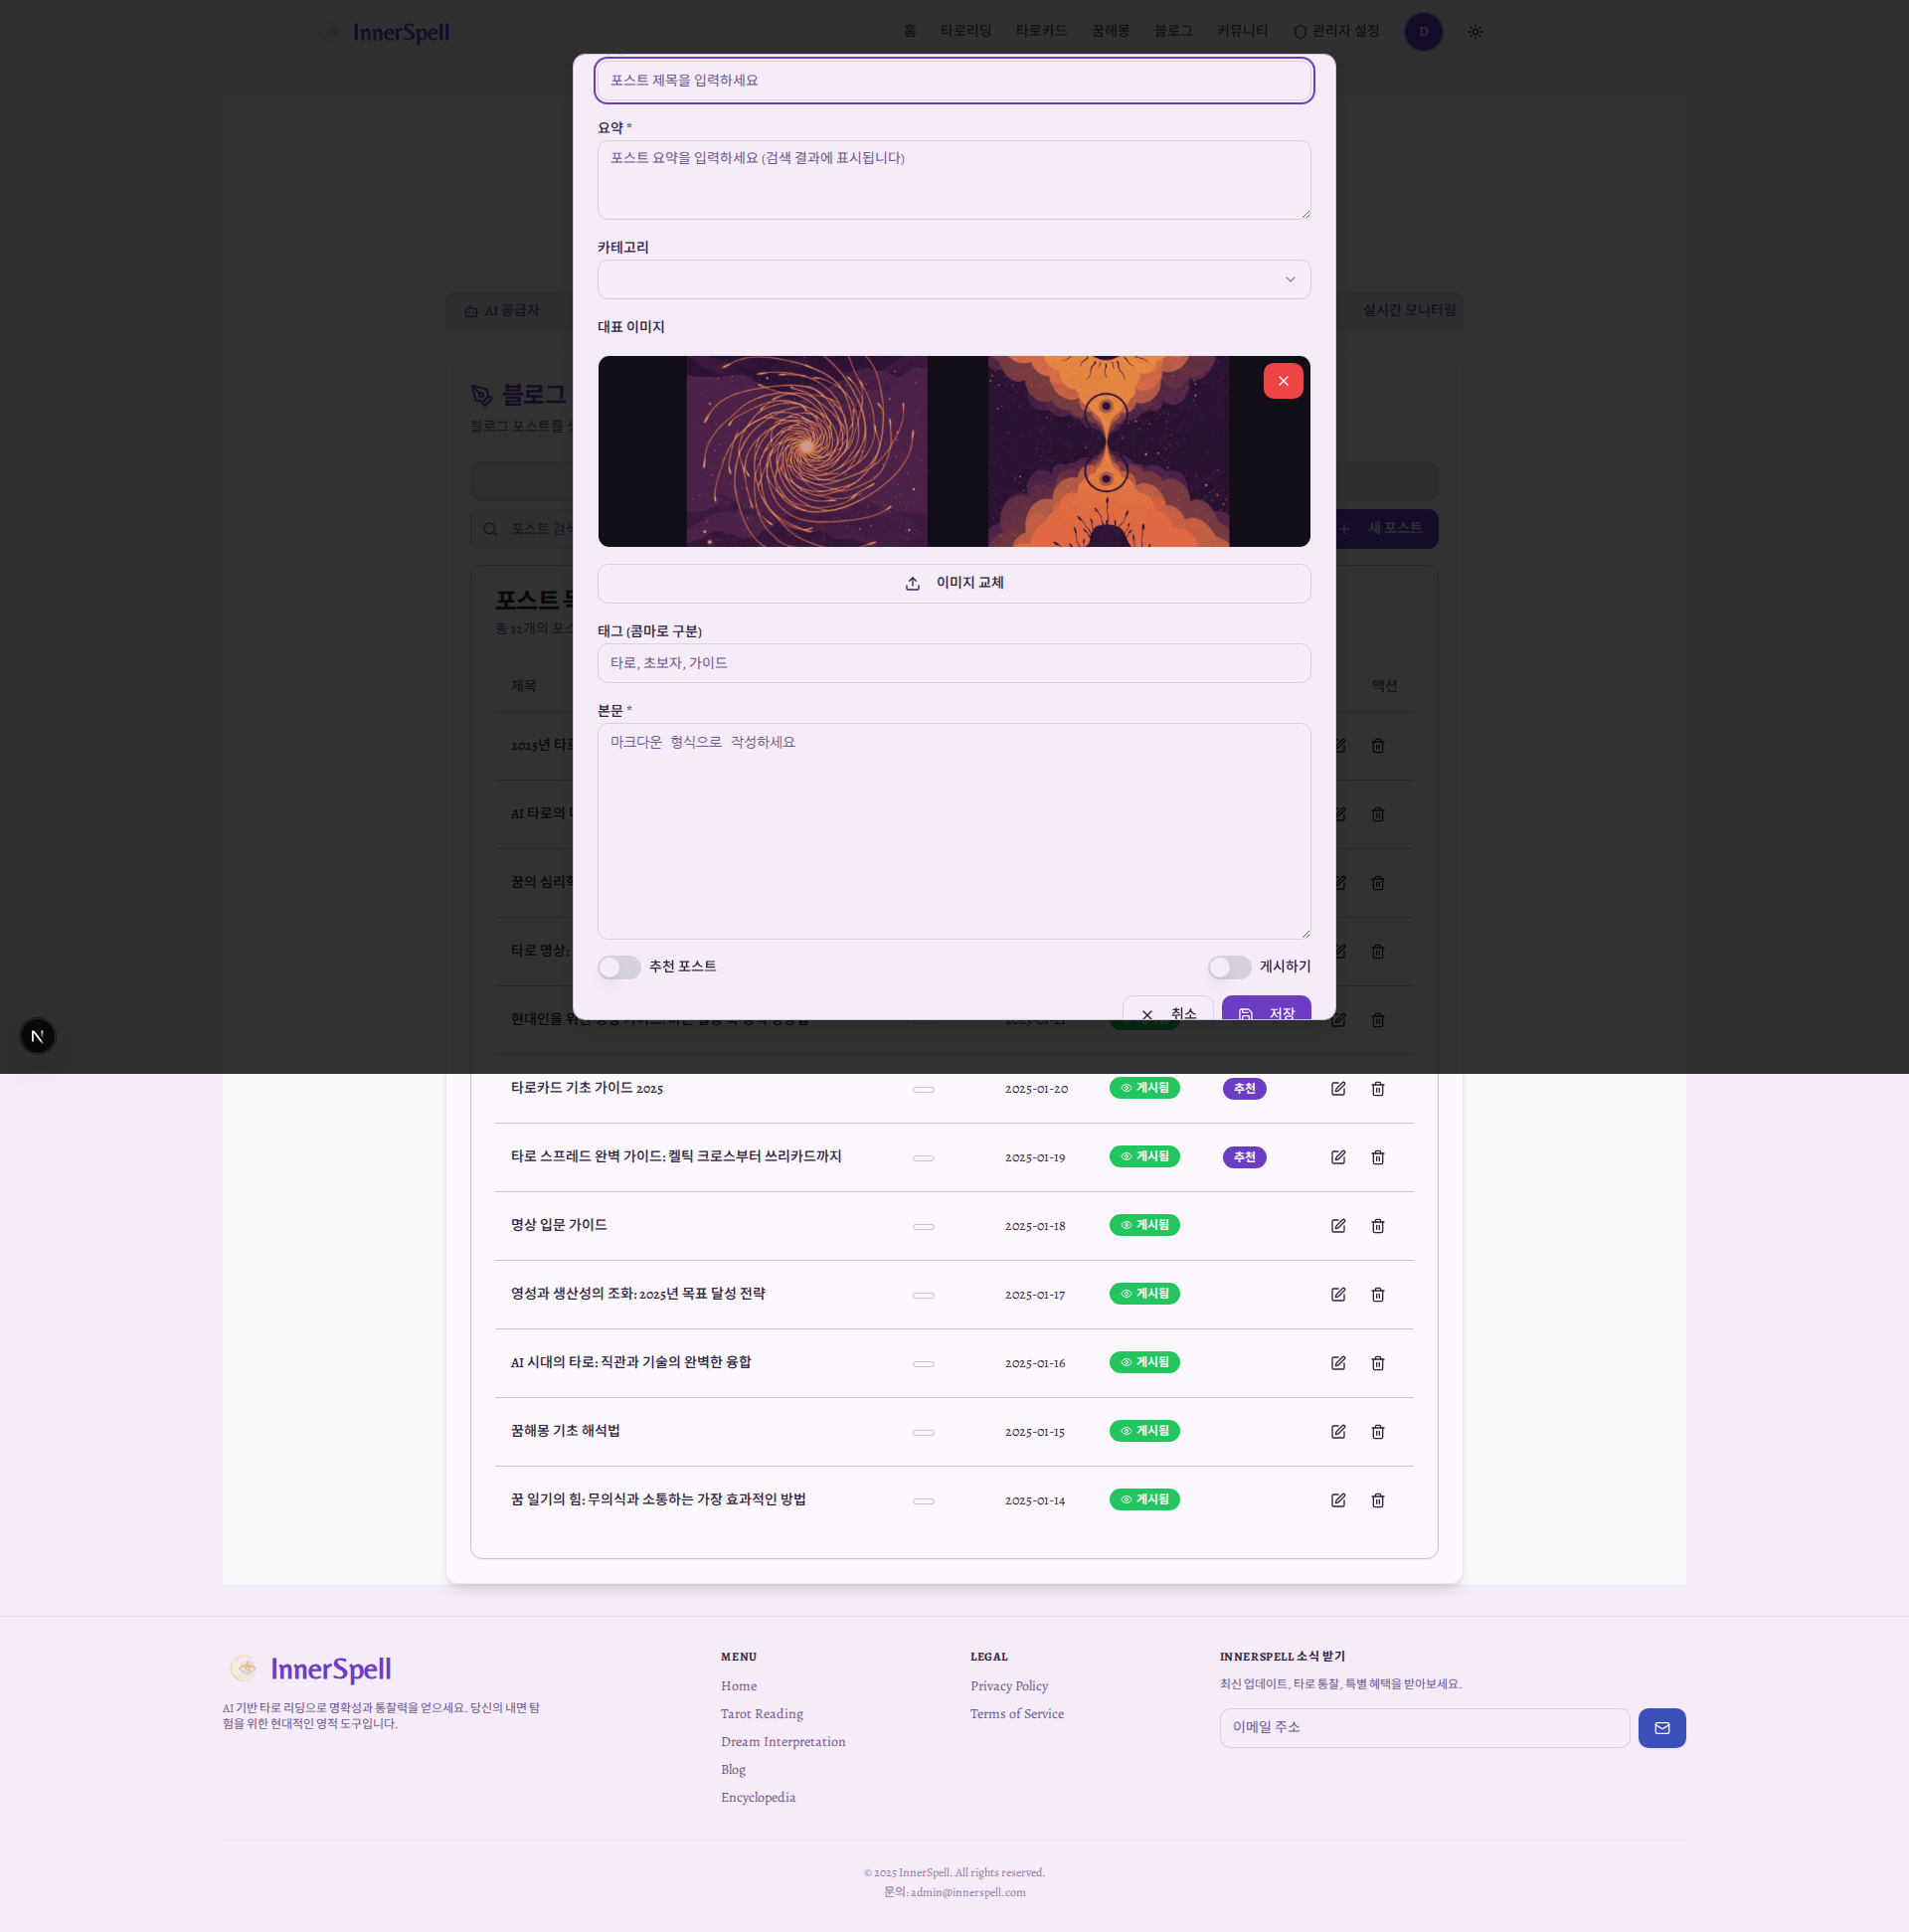 InnerSpell
홈 타로리딩 타로카드 꿈해몽 블로그 커뮤니티 관리자 설정 D
포스트 제목을 입력하세요
요약 *
포스트 요약을 입력하세요 (검색 결과에 표시됩니다)
카테고리
AI 공급자
실시간 모니터링
대표 이미지
블로그
블로그 포스트를
포스트 검색
새 포스트
이미지 교체
포스트
총 12개의
태그 (콤마로 구분)
타로, 초보자, 가이드
제목
액션
본문 *
마크다운 형식으로 작성하세요
2025년
AI 타로의
꿈의
타로 명상:
추천 포스트
게시하기
취소
저장
현대인을
N
타로카드 기초 가이드 2025 2025-01-20 게시됨 추천
타로 스프레드 완벽 가이드: 켈틱 크로스부터 쓰리카드까지 2025-01-19 게시됨 추천
명상 입문 가이드 2025-01-18 게시됨
영성과 생산성의 조화: 2025년 목표 달성 전략 2025-01-17 게시됨
AI 시대의 타로: 직관과 기술의 완벽한 융합 2025-01-16 게시됨
꿈해몽 기초 해석법 2025-01-15 게시됨
꿈 일기의 힘: 무의식과 소통하는 가장 효과적인 방법 2025-01-14 게시됨
InnerSpell
AI 기반 타로 리딩으로 명확성과 통찰력을 얻으세요. 당신의 내면 탐
험을 위한 현대적인 영적 도구입니다.
MENU
Home
Tarot Reading
Dream Interpretation
Blog
Encyclopedia
LEGAL
Privacy Policy
Terms of Service
INNERSPELL 소식 받기
최신 업데이트, 타로 통찰, 특별 혜택을 받아보세요.
이메일 주소
© 2025 InnerSpell. All rights reserved.
문의: admin@innerspell.com